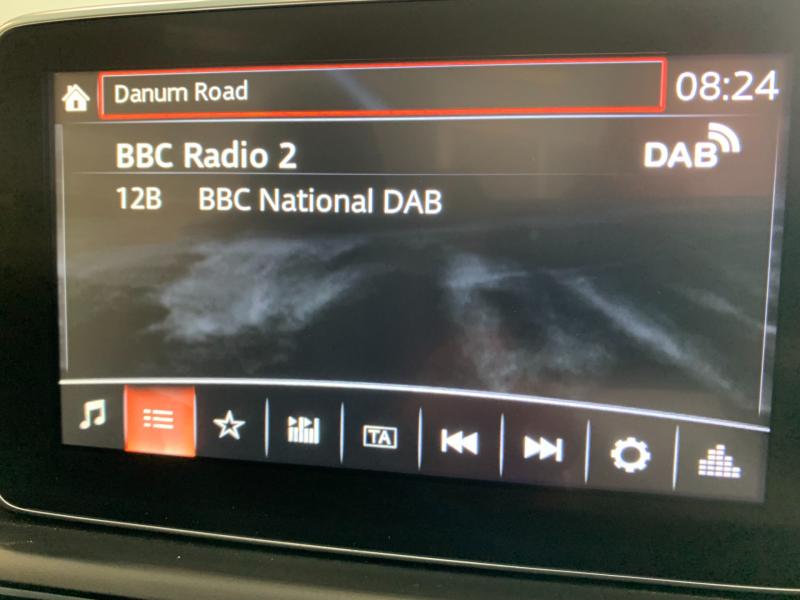 Danum Road
08:24
BBC Radio 2
DAB
12B BBC National DAB
TA